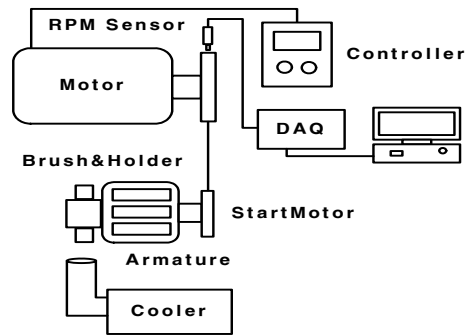 RPM Sensor
Controller
Motor
DAQ
Brush&Holder
StartMotor
Armature
Cooler